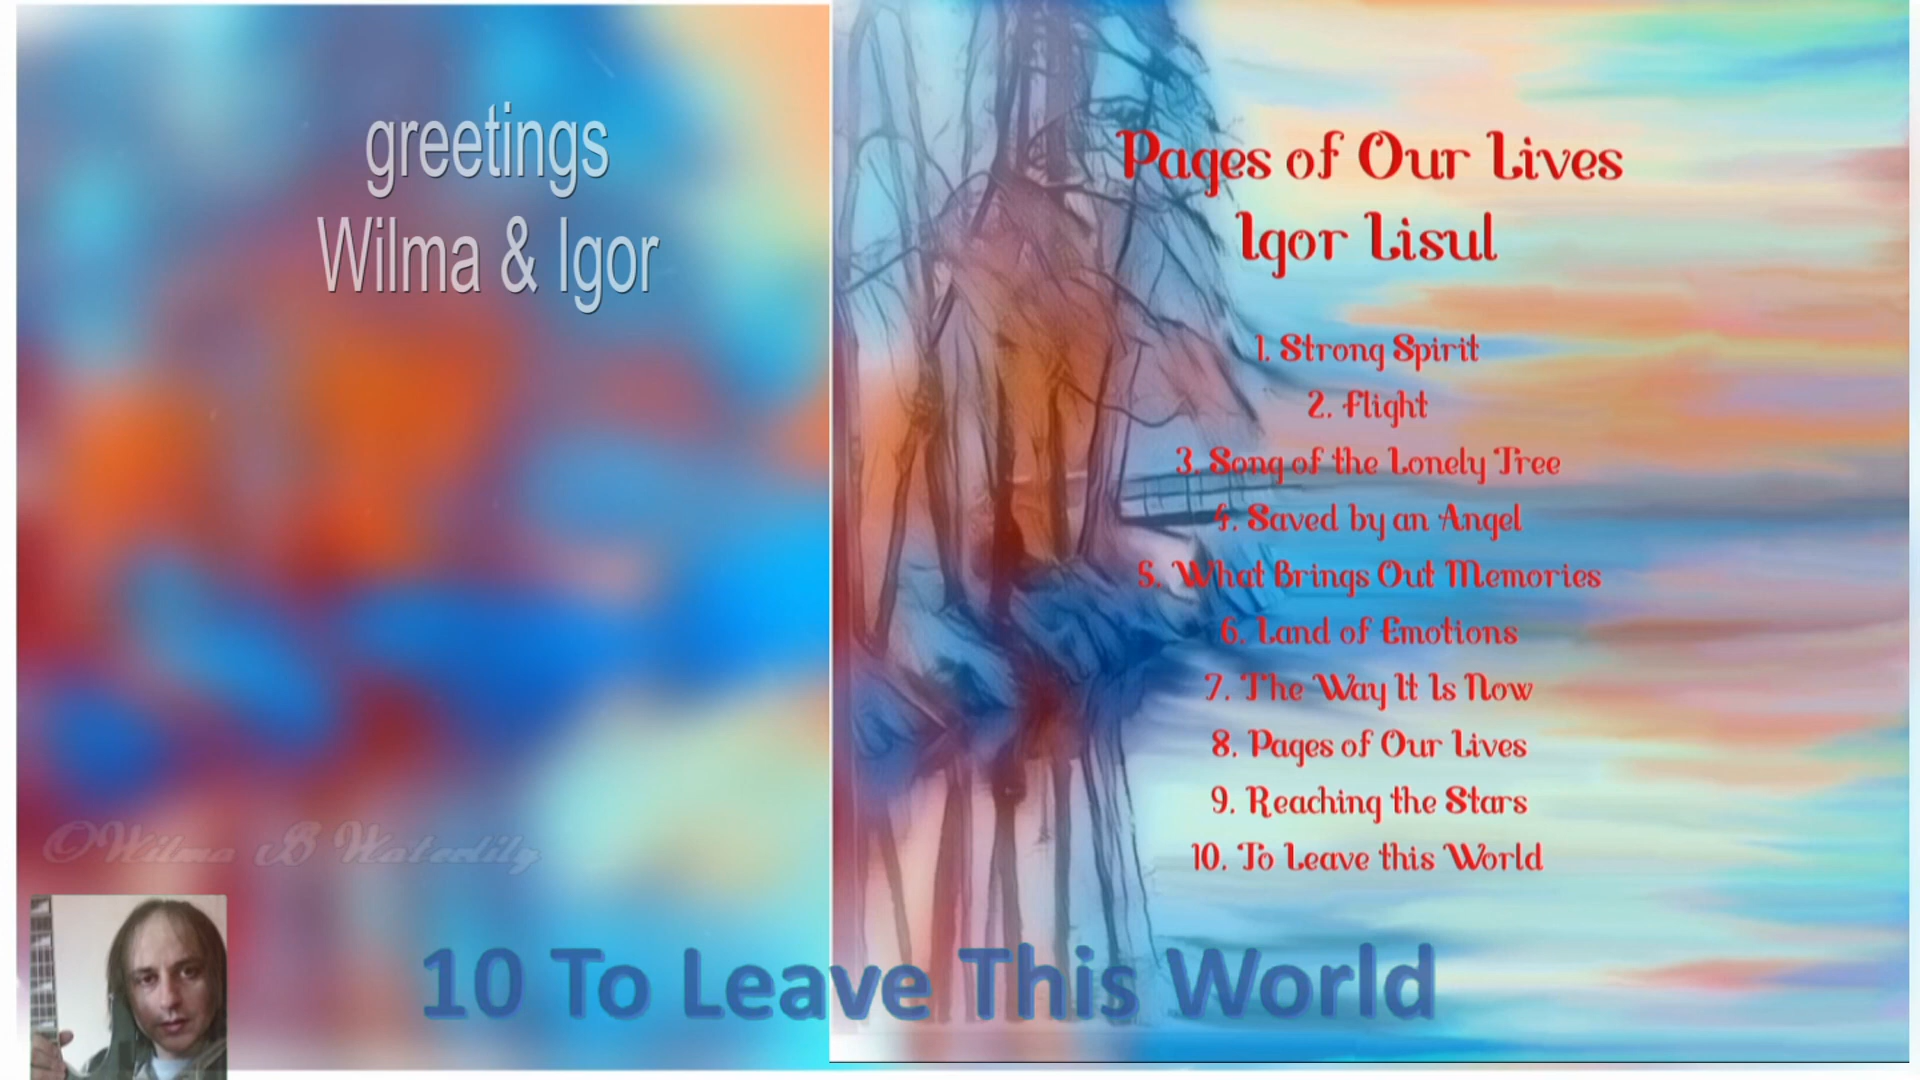 greetings
Wilma & Igor
©Wilma B Waterlily
10 To Leave This World
Pages of Our Lives
Igor Lisul
1. Strong Spirit
2. Flight
3. Song of the Lonely Tree
4. Saved by an Angel
5. What Brings Out Memories
6. Land of Emotions
7. The Way It Is Now
8. Pages of Our Lives
9. Reaching the Stars
10. To Leave this World